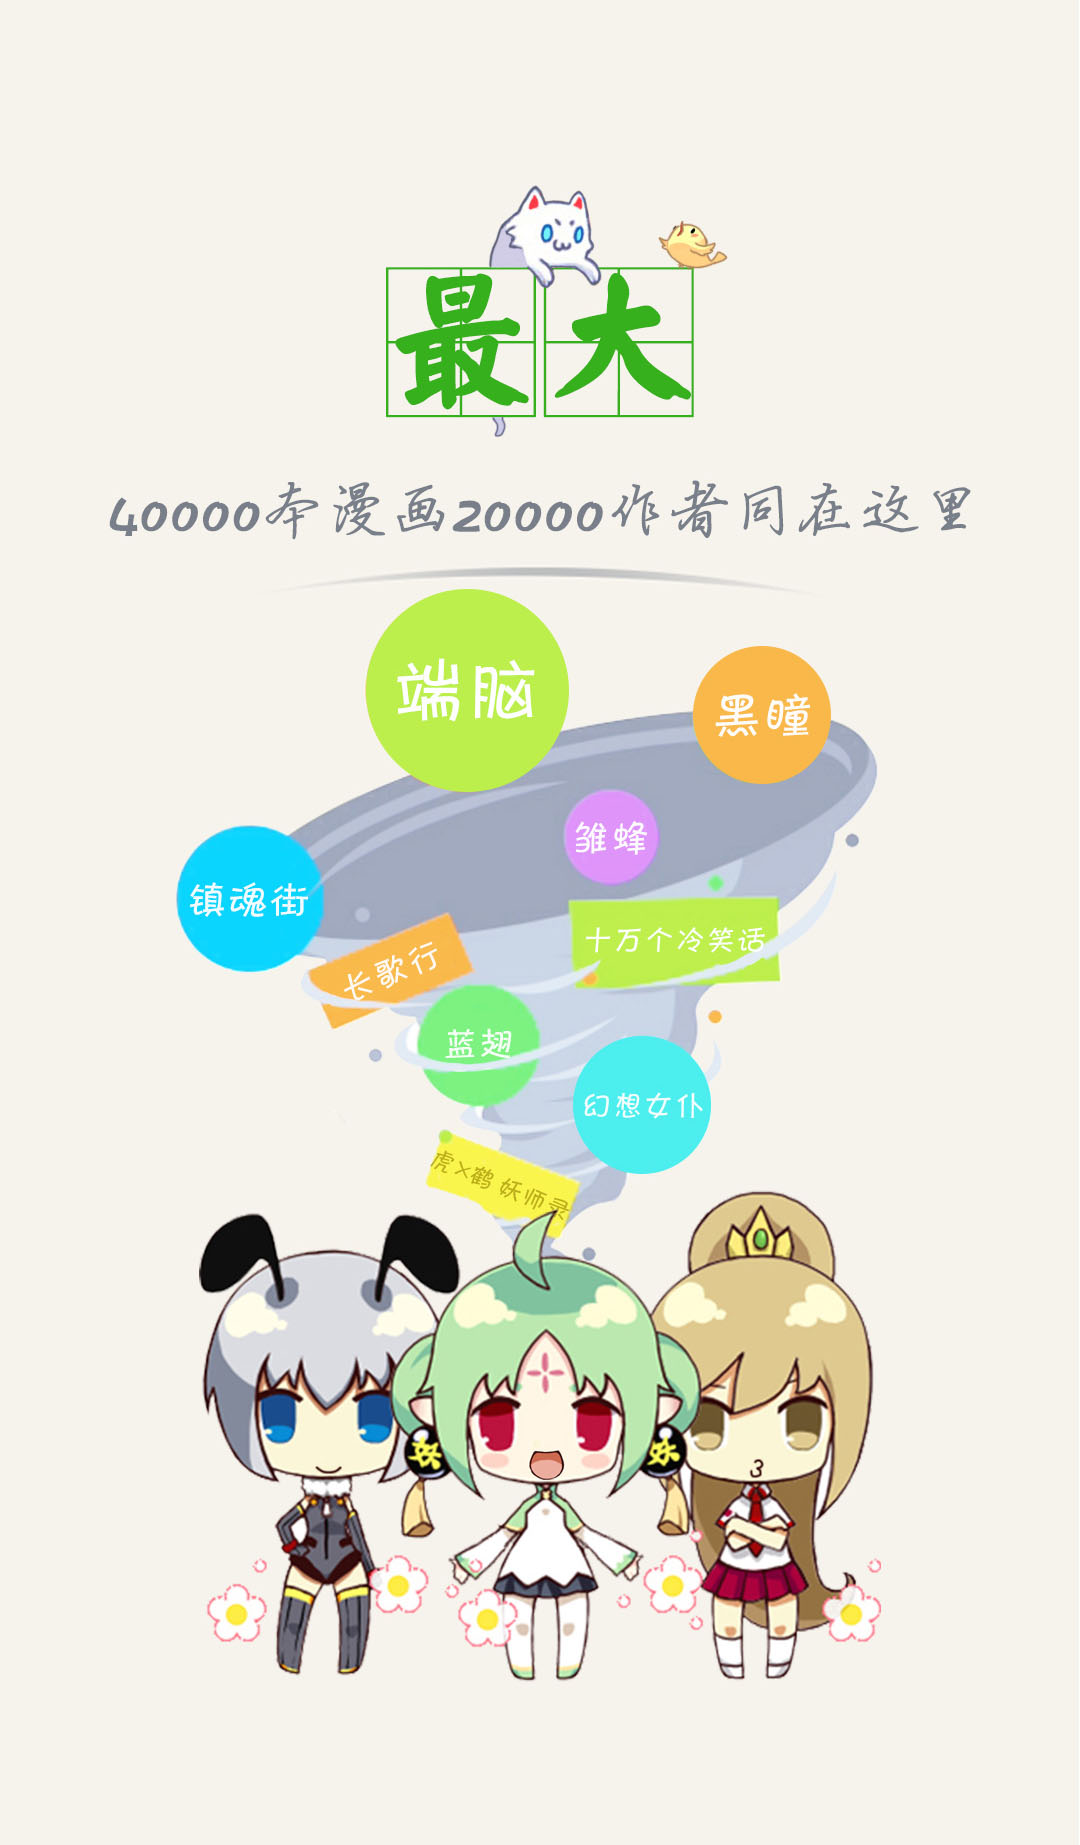 最大
40000本漫画20000作者同在这里
端脑
黑瞳
雏蜂
镇魂街
十万个冷笑话
长歌行
蓝翅
幻想女仆
虎×鹤 妖师录
妖
妖